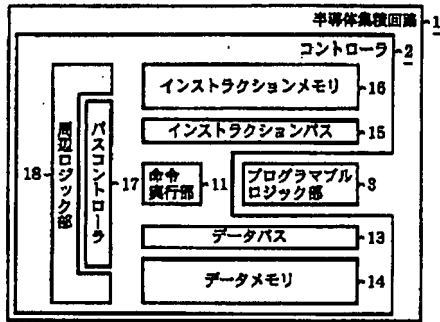 半導体集積回路 1
コントローラ 2
インストラクションメモリ 16
インストラクションバス 15
周辺ロジック部 18
バスコントローラ 17
命令
実行部 11
プログラマブル
ロジック部 3
データバス 13
データメモリ 14